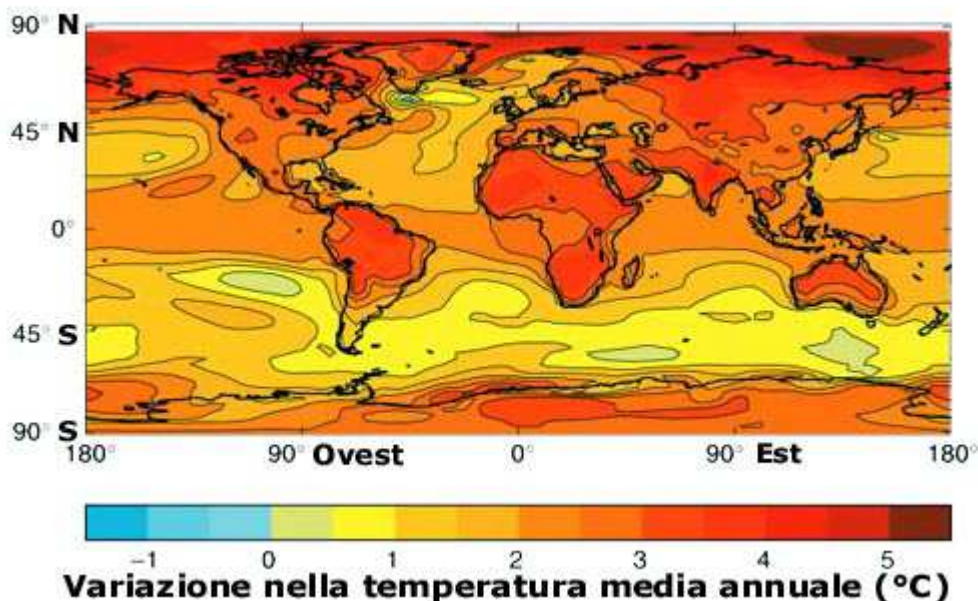 90° N
45° N
0°
45° S
90° S
180° 90° Ovest 0° 90° Est 180°
−1 0 1 2 3 4 5
Variazione nella temperatura media annuale (°C)